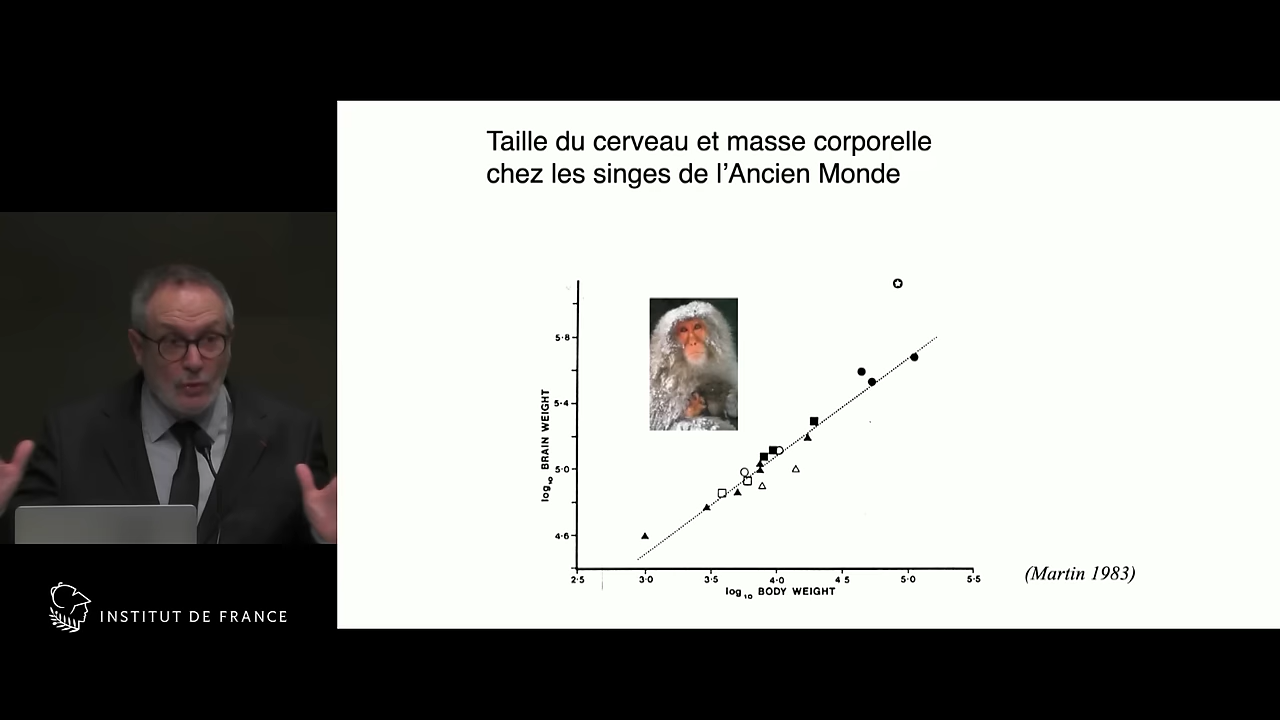 Taille du cerveau et masse corporelle
chez les singes de l'Ancien Monde
5·8
5·4
5·0
4·6
log10 BRAIN WEIGHT
2·5 3·0 3·5 4·0 4 5 5·0 5·5
log10 BODY WEIGHT
(Martin 1983)
INSTITUT DE FRANCE